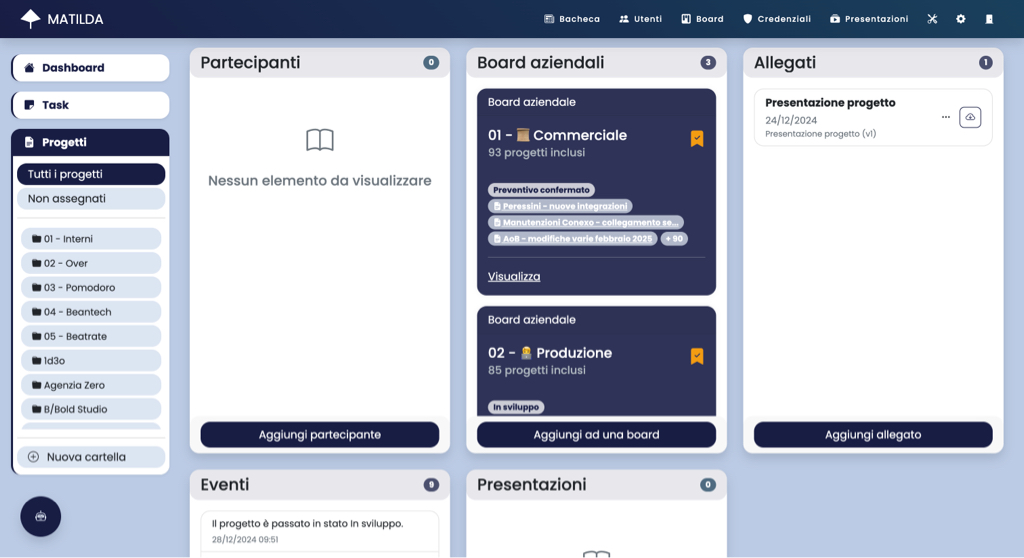 MATILDA
Bacheca
Utenti
Board
Credenziali
Presentazioni
Dashboard
Task
Progetti
Tutti i progetti
Non assegnati
01 - Interni
02 - Over
03 - Pomodoro
04 - Beantech
05 - Beatrate
1d3o
Agenzia Zero
B/Bold Studio
Nuova cartella
Partecipanti
0
Nessun elemento da visualizzare
Aggiungi partecipante
Board aziendali
3
Board aziendale
01 - Commerciale
93 progetti inclusi
Preventivo confermato
Peressini - nuove integrazioni
Manutenzioni Conexo - collegamento se...
AoB - modifiche varie febbraio 2025
+ 90
Visualizza
Board aziendale
02 - Produzione
85 progetti inclusi
In sviluppo
Aggiungi ad una board
Allegati
1
Presentazione progetto
24/12/2024
Presentazione progetto (v1)
Aggiungi allegato
Eventi
9
Il progetto è passato in stato In sviluppo.
28/12/2024 09:51
Presentazioni
0